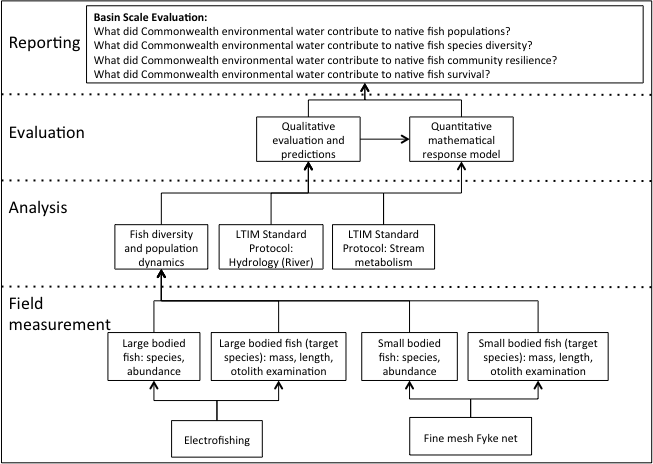 Reporting
Basin Scale Evaluation:
What did Commonwealth environmental water contribute to native fish populations?
What did Commonwealth environmental water contribute to native fish species diversity?
What did Commonwealth environmental water contribute to native fish community resilience?
What did Commonwealth environmental water contribute to native fish survival?
Evaluation
Qualitative
evaluation and
predictions
Quantitative
mathematical
response model
Analysis
Fish diversity
and population
dynamics
LTIM Standard
Protocol:
Hydrology (River)
LTIM Standard
Protocol: Stream
metabolism
Field
measurement
Large bodied
fish: species,
abundance
Large bodied fish (target
species): mass, length,
otolith examination
Small bodied
fish: species,
abundance
Small bodied fish (target
species): mass, length,
otolith examination
Electrofishing
Fine mesh Fyke net